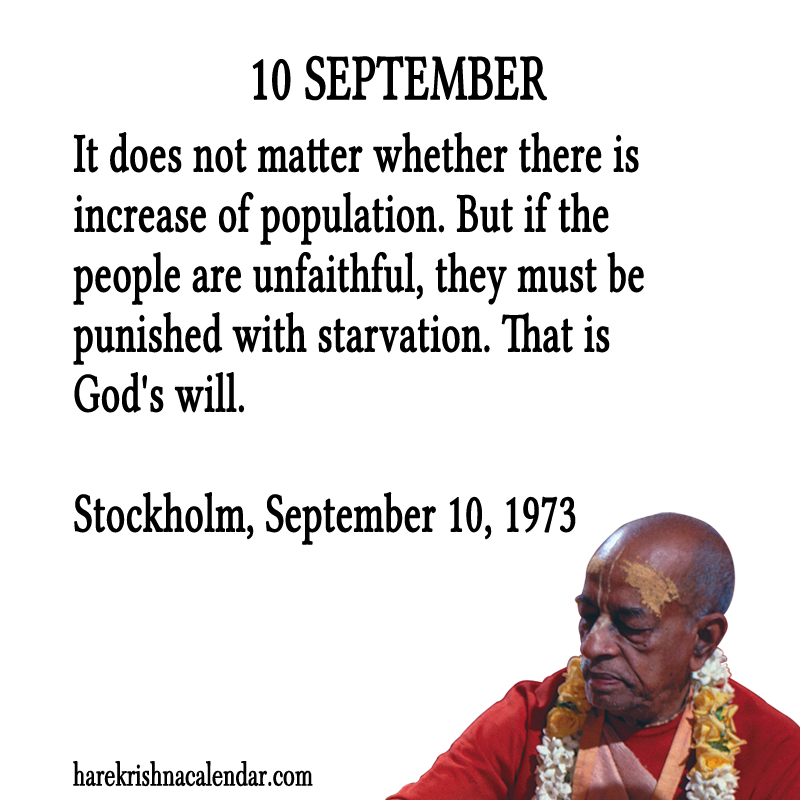 10 SEPTEMBER
It does not matter whether there is
increase of population. But if the
people are unfaithful, they must be
punished with starvation. That is
God's will.
Stockholm, September 10, 1973
harekrishnacalendar.com